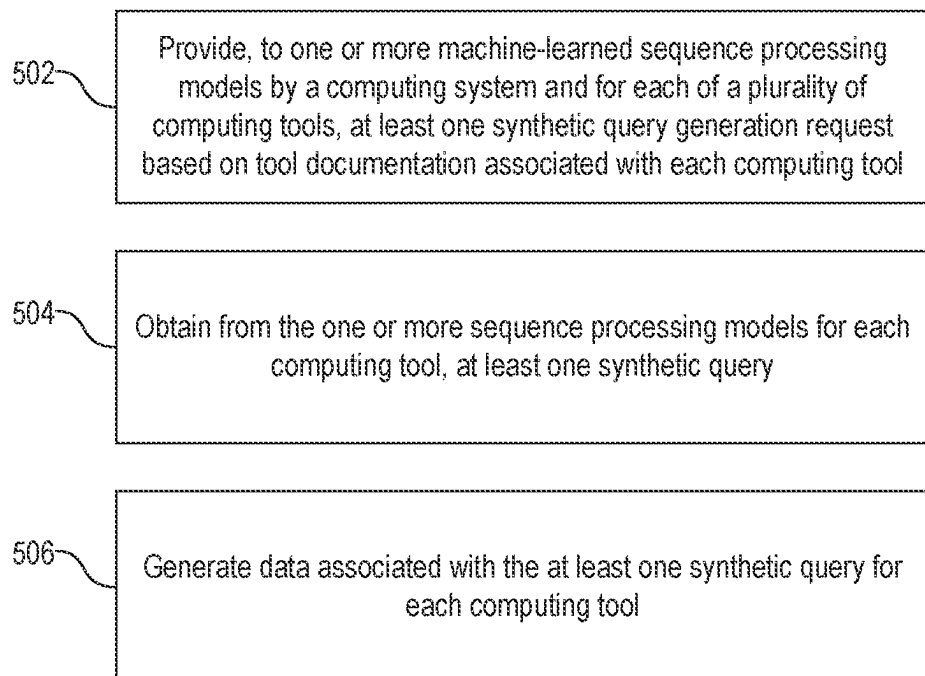 502
Provide, to one or more machine-learned sequence processing
models by a computing system and for each of a plurality of
computing tools, at least one synthetic query generation request
based on tool documentation associated with each computing tool
504
Obtain from the one or more sequence processing models for each
computing tool, at least one synthetic query
506
Generate data associated with the at least one synthetic query for
each computing tool